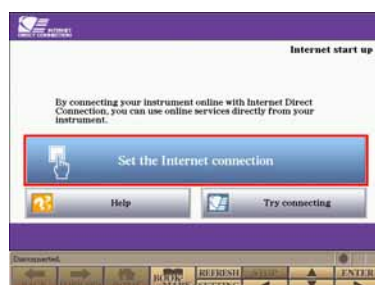 INTERNET
DIRECT CONNECTION
Internet start up
By connecting your instrument online with Internet Direct
Connection, you can use online services directly from your
instrument.
Set the Internet connection
Help
Try connecting
Disconnected.
REFRESH
ENTER